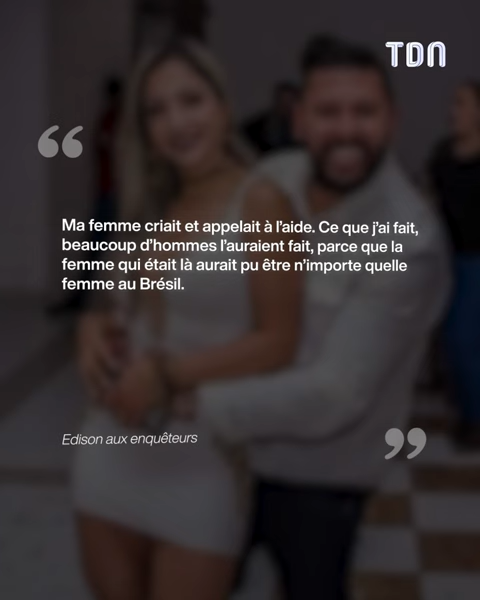 TDN
“
Ma femme criait et appelait à l’aide. Ce que j’ai fait,
beaucoup d’hommes l’auraient fait, parce que la
femme qui était là aurait pu être n’importe quelle
femme au Brésil.
Edison aux enquêteurs
”